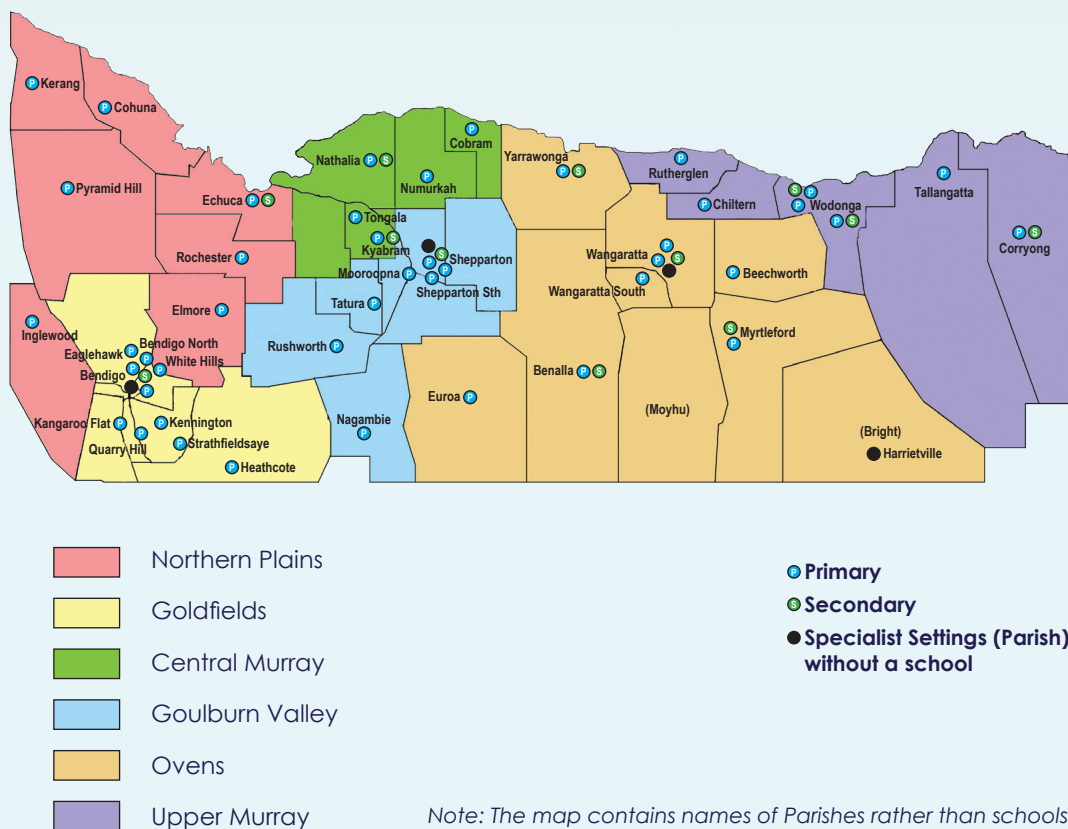 Kerang
Cohuna
Pyramid Hill
Echuca
Rochester
Elmore
Inglewood
Nathalia
Numurkah
Cobram
Tongala
Kyabram
Yarrawonga
Rutherglen
Chiltern
Wodonga
Tallangatta
Corryong
Shepparton
Mooroopna
Shepparton Sth
Tatura
Rushworth
Nagambie
Wangaratta
Wangaratta South
Beechworth
Myrtleford
Benalla
Euroa
(Moyhu)
(Bright)
Harrietville
Bendigo North
Eaglehawk
White Hills
Bendigo
Kangaroo Flat
Kennington
Quarry Hill
Strathfieldsaye
Heathcote
Northern Plains
Goldfields
Central Murray
Goulburn Valley
Ovens
Upper Murray
P Primary
S Secondary
Specialist Settings (Parish)
without a school
Note: The map contains names of Parishes rather than schools